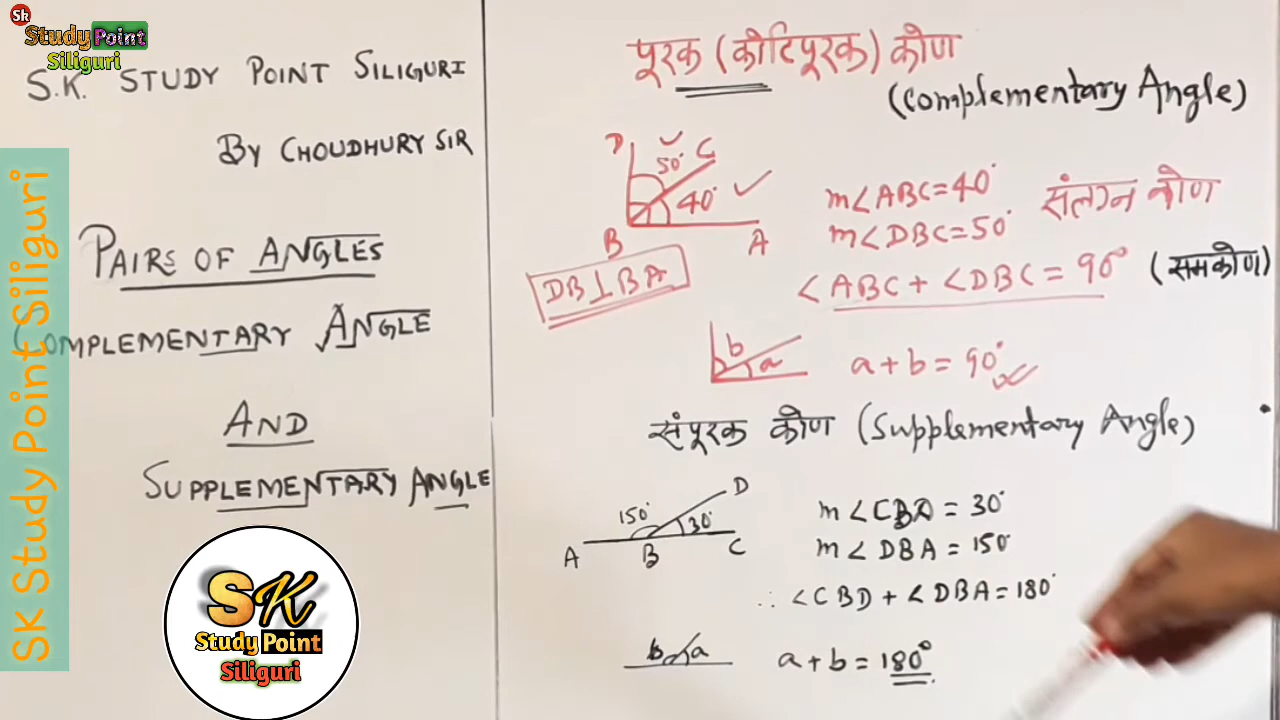 Sk
Study Point
Siliguri
S.K. STUDY POINT SILIGURI
BY CHOUDHURY SIR
PAIRS OF ANGLES
COMPLEMENTARY ANGLE
AND
SUPPLEMENTARY ANGLE
SK Study Point Siliguri
SK
Study Point
Siliguri
पूरक (कोटिपूरक) कोण
(Complementary Angle)
D 50° C
40°
B A
DB⊥BA
m∠ABC=40°
m∠DBC=50°
संलग्न कोण
∠ABC+∠DBC=90° (समकोण)
b a
a+b=90°
संपूरक कोण (Supplementary Angle)
150° 30° D
A B C
m∠CBD=30°
m∠DBA=150°
∴ ∠CBD+∠DBA=180°
b a
a+b=180°